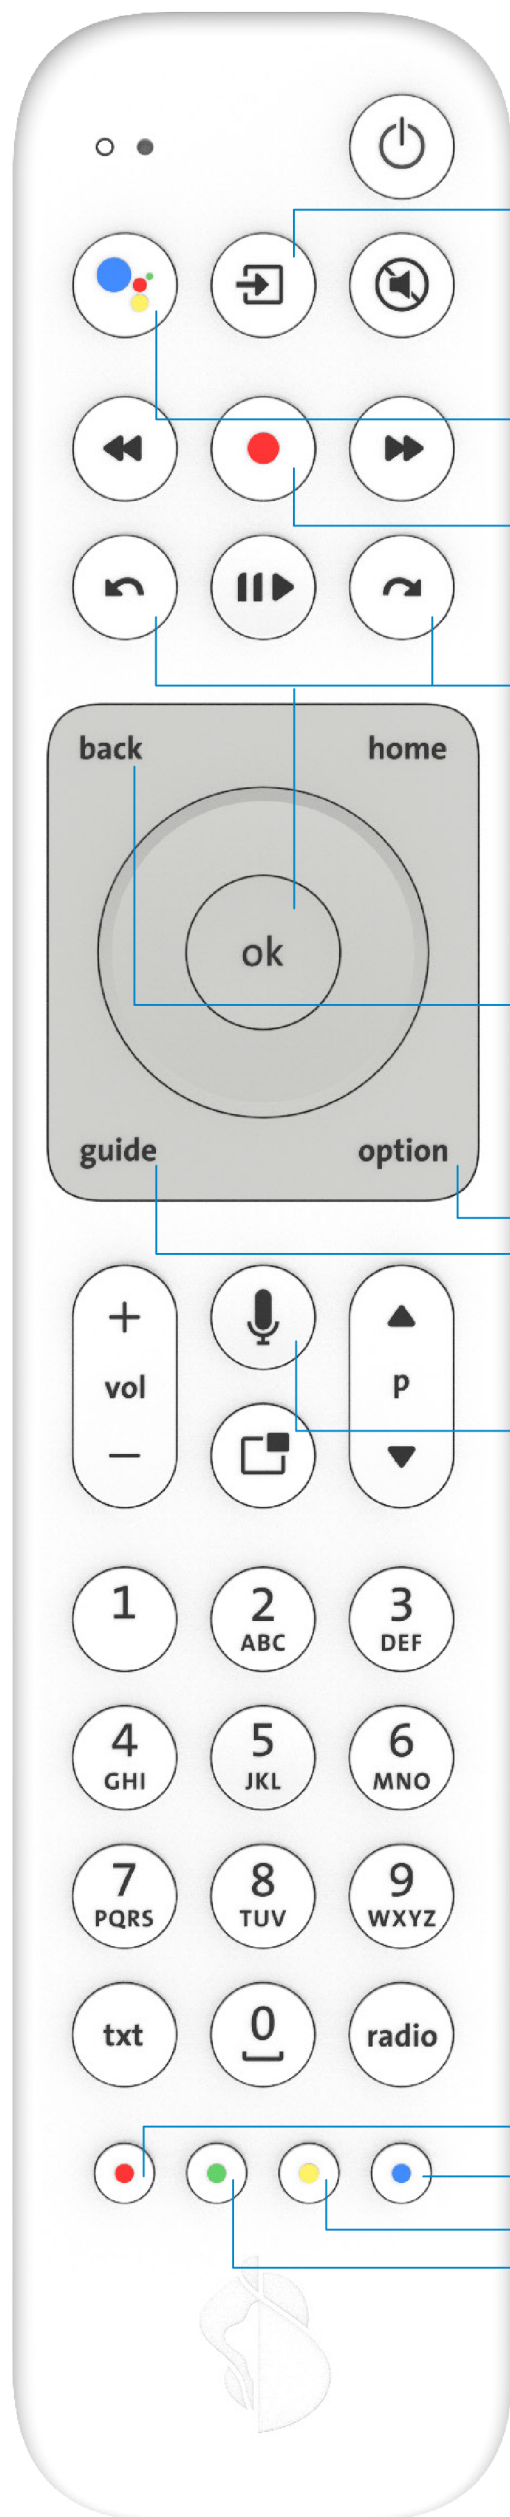 back home
ok
guide option
+
vol p
−
1 2 3
ABC DEF
4 5 6
GHI JKL MNO
7 8 9
PQRS TUV WXYZ
txt 0 radio